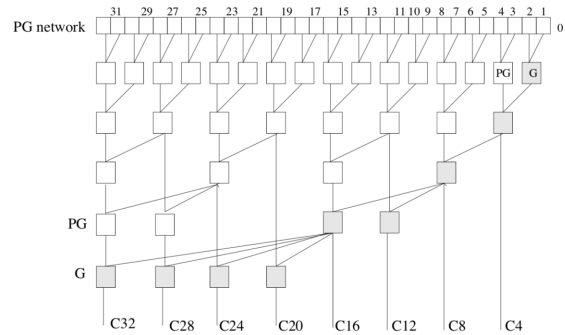 31 29 27 25 23 21 19 17 15 13 11 10 9 8 7 6 5 4 3 2 1
PG network 0
PG G
PG
G
C32 C28 C24 C20 C16 C12 C8 C4